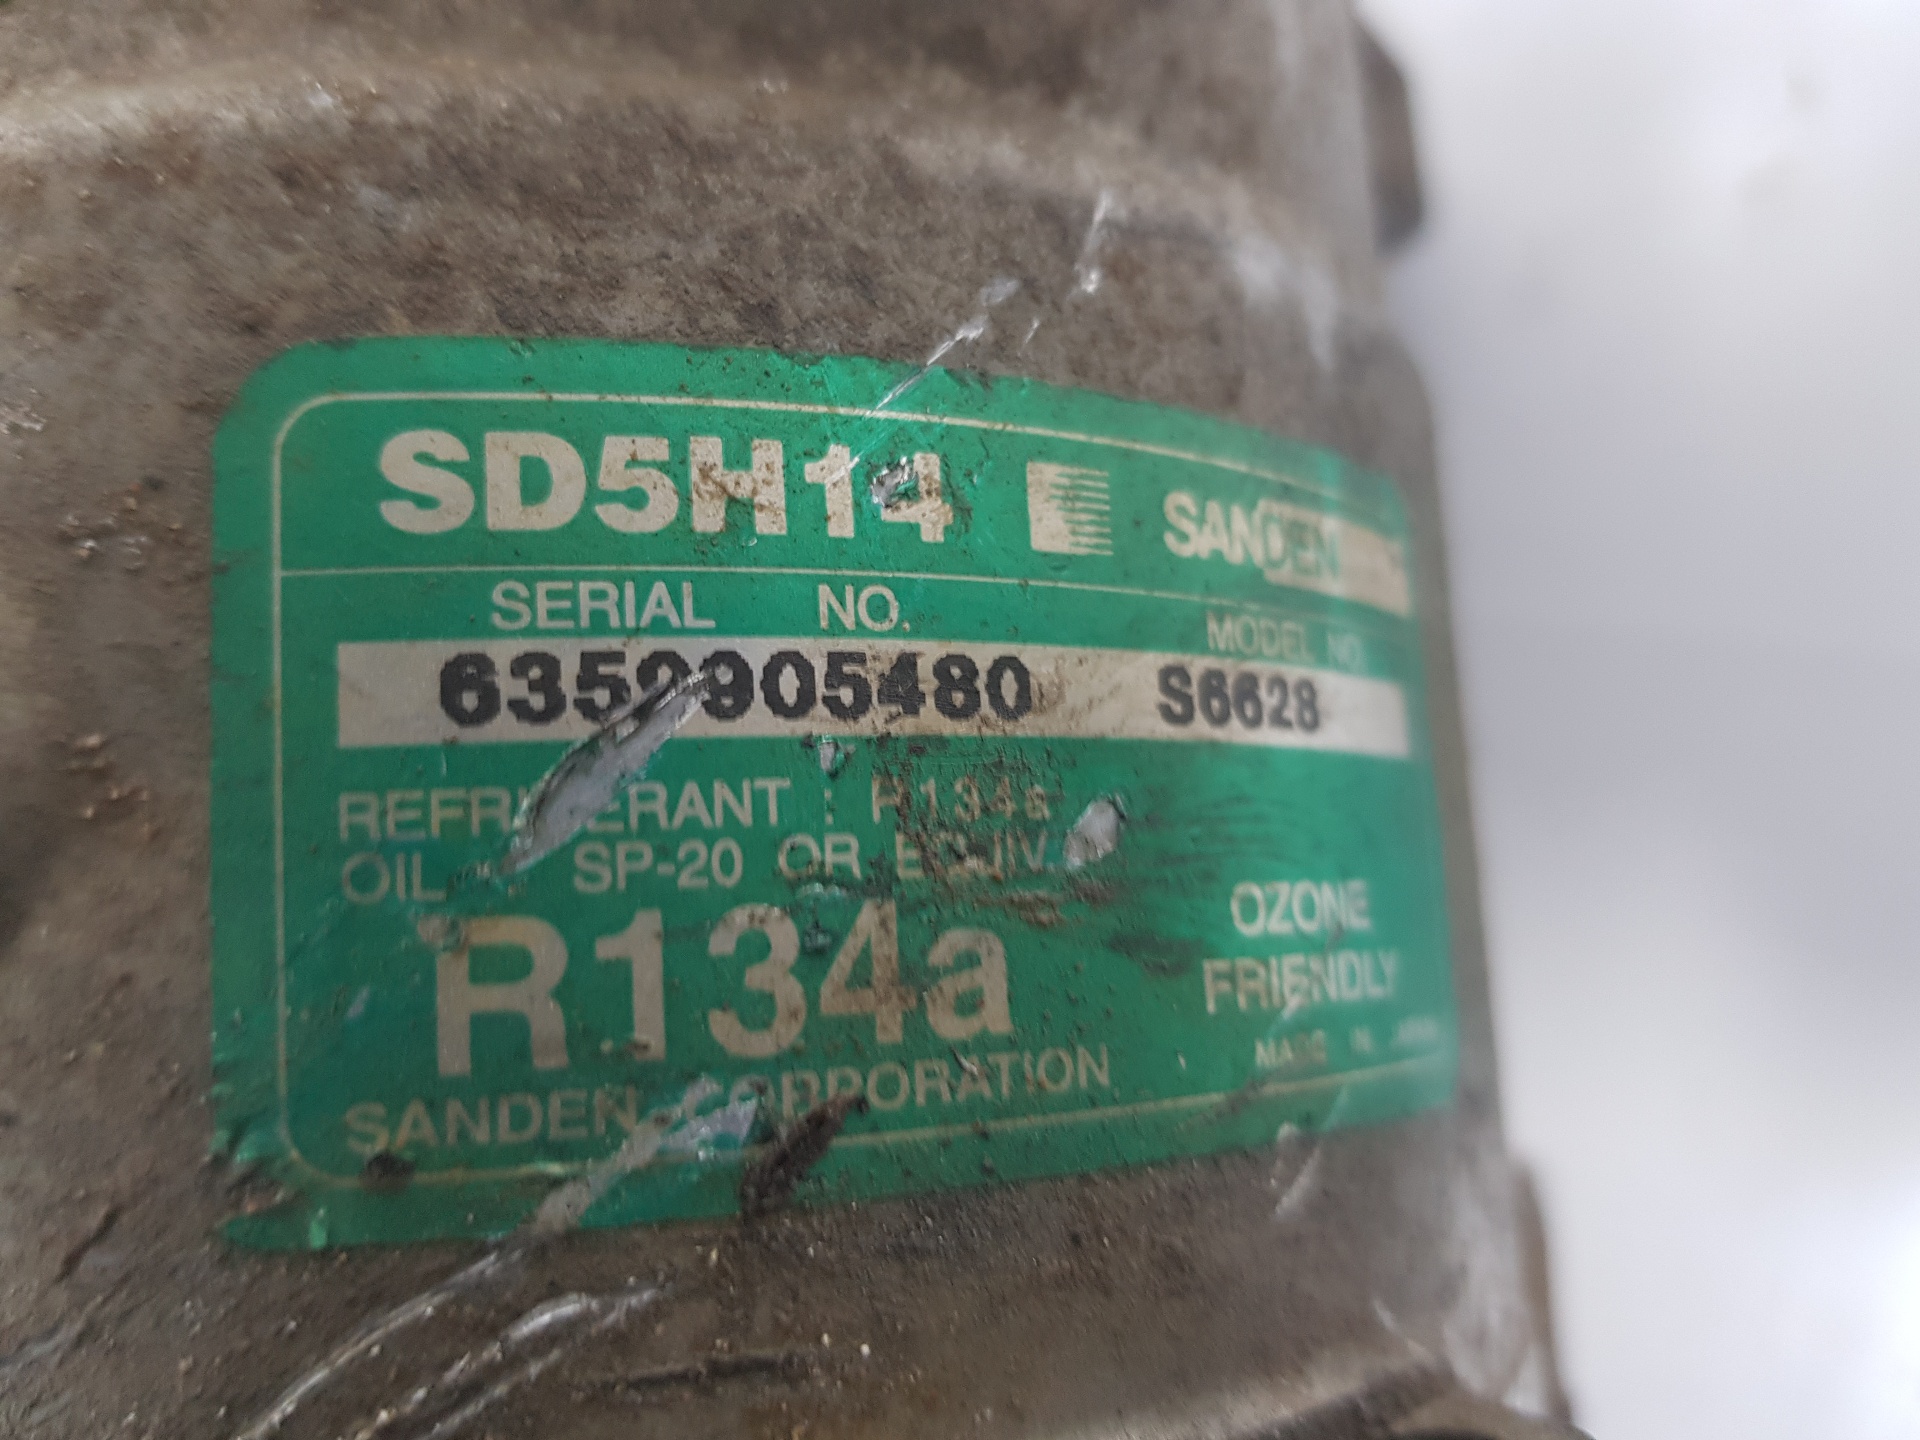 SD5H14 SANDEN
SERIAL NO. MODEL NO.
S6628
REFRIGERANT : R134a
OIL : SP-20 OR EQUIV.
R134a
OZONE
FRIENDLY
SANDEN CORPORATION
MADE IN JAPAN